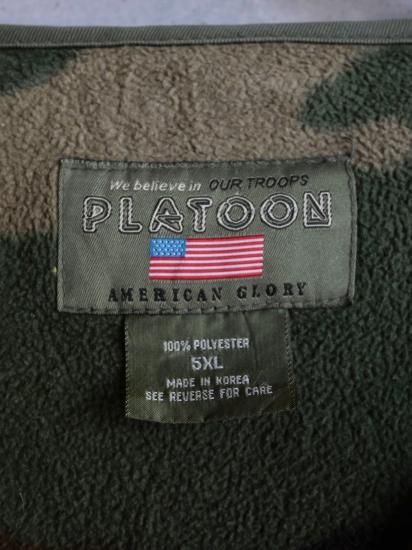 We believe in OUR TROOPS
PLATOON
AMERICAN GLORY
100% POLYESTER
5XL
MADE IN KOREA
SEE REVERSE FOR CARE